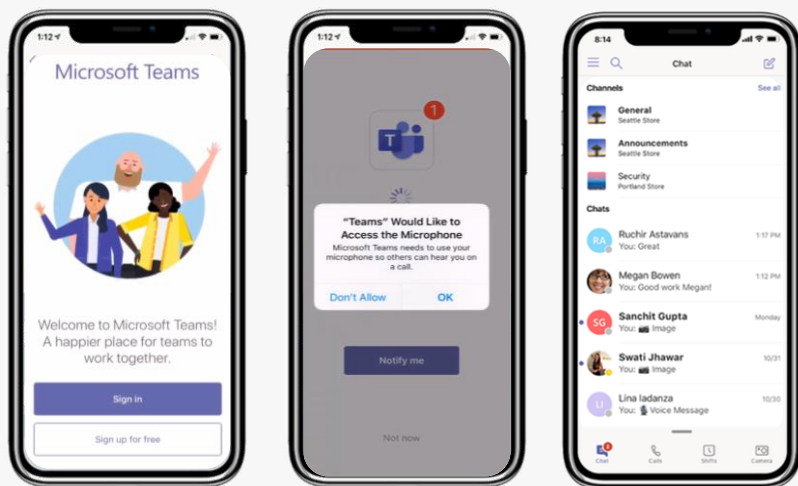 1:12
Microsoft Teams
Welcome to Microsoft Teams!
A happier place for teams to
work together.
Sign in
Sign up for free
1:12
1
T
"Teams" Would Like to
Access the Microphone
Microsoft Teams needs to use your
microphone so others can hear you on
a call.
Don't Allow
OK
Notify me
Not now
8:14
Chat
Channels
See all
General
Seattle Store
Announcements
Seattle Store
Security
Portland Store
Chats
RA
Ruchir Astavans
1:17 PM
You: Great
Megan Bowen
1:12 PM
You: Good work Megan!
SG
Sanchit Gupta
Monday
You: Image
Swati Jhawar
10/31
You: Image
LI
Lina Iadanza
10/30
You: Voice Message
Chat
Calls
Shifts
Camera